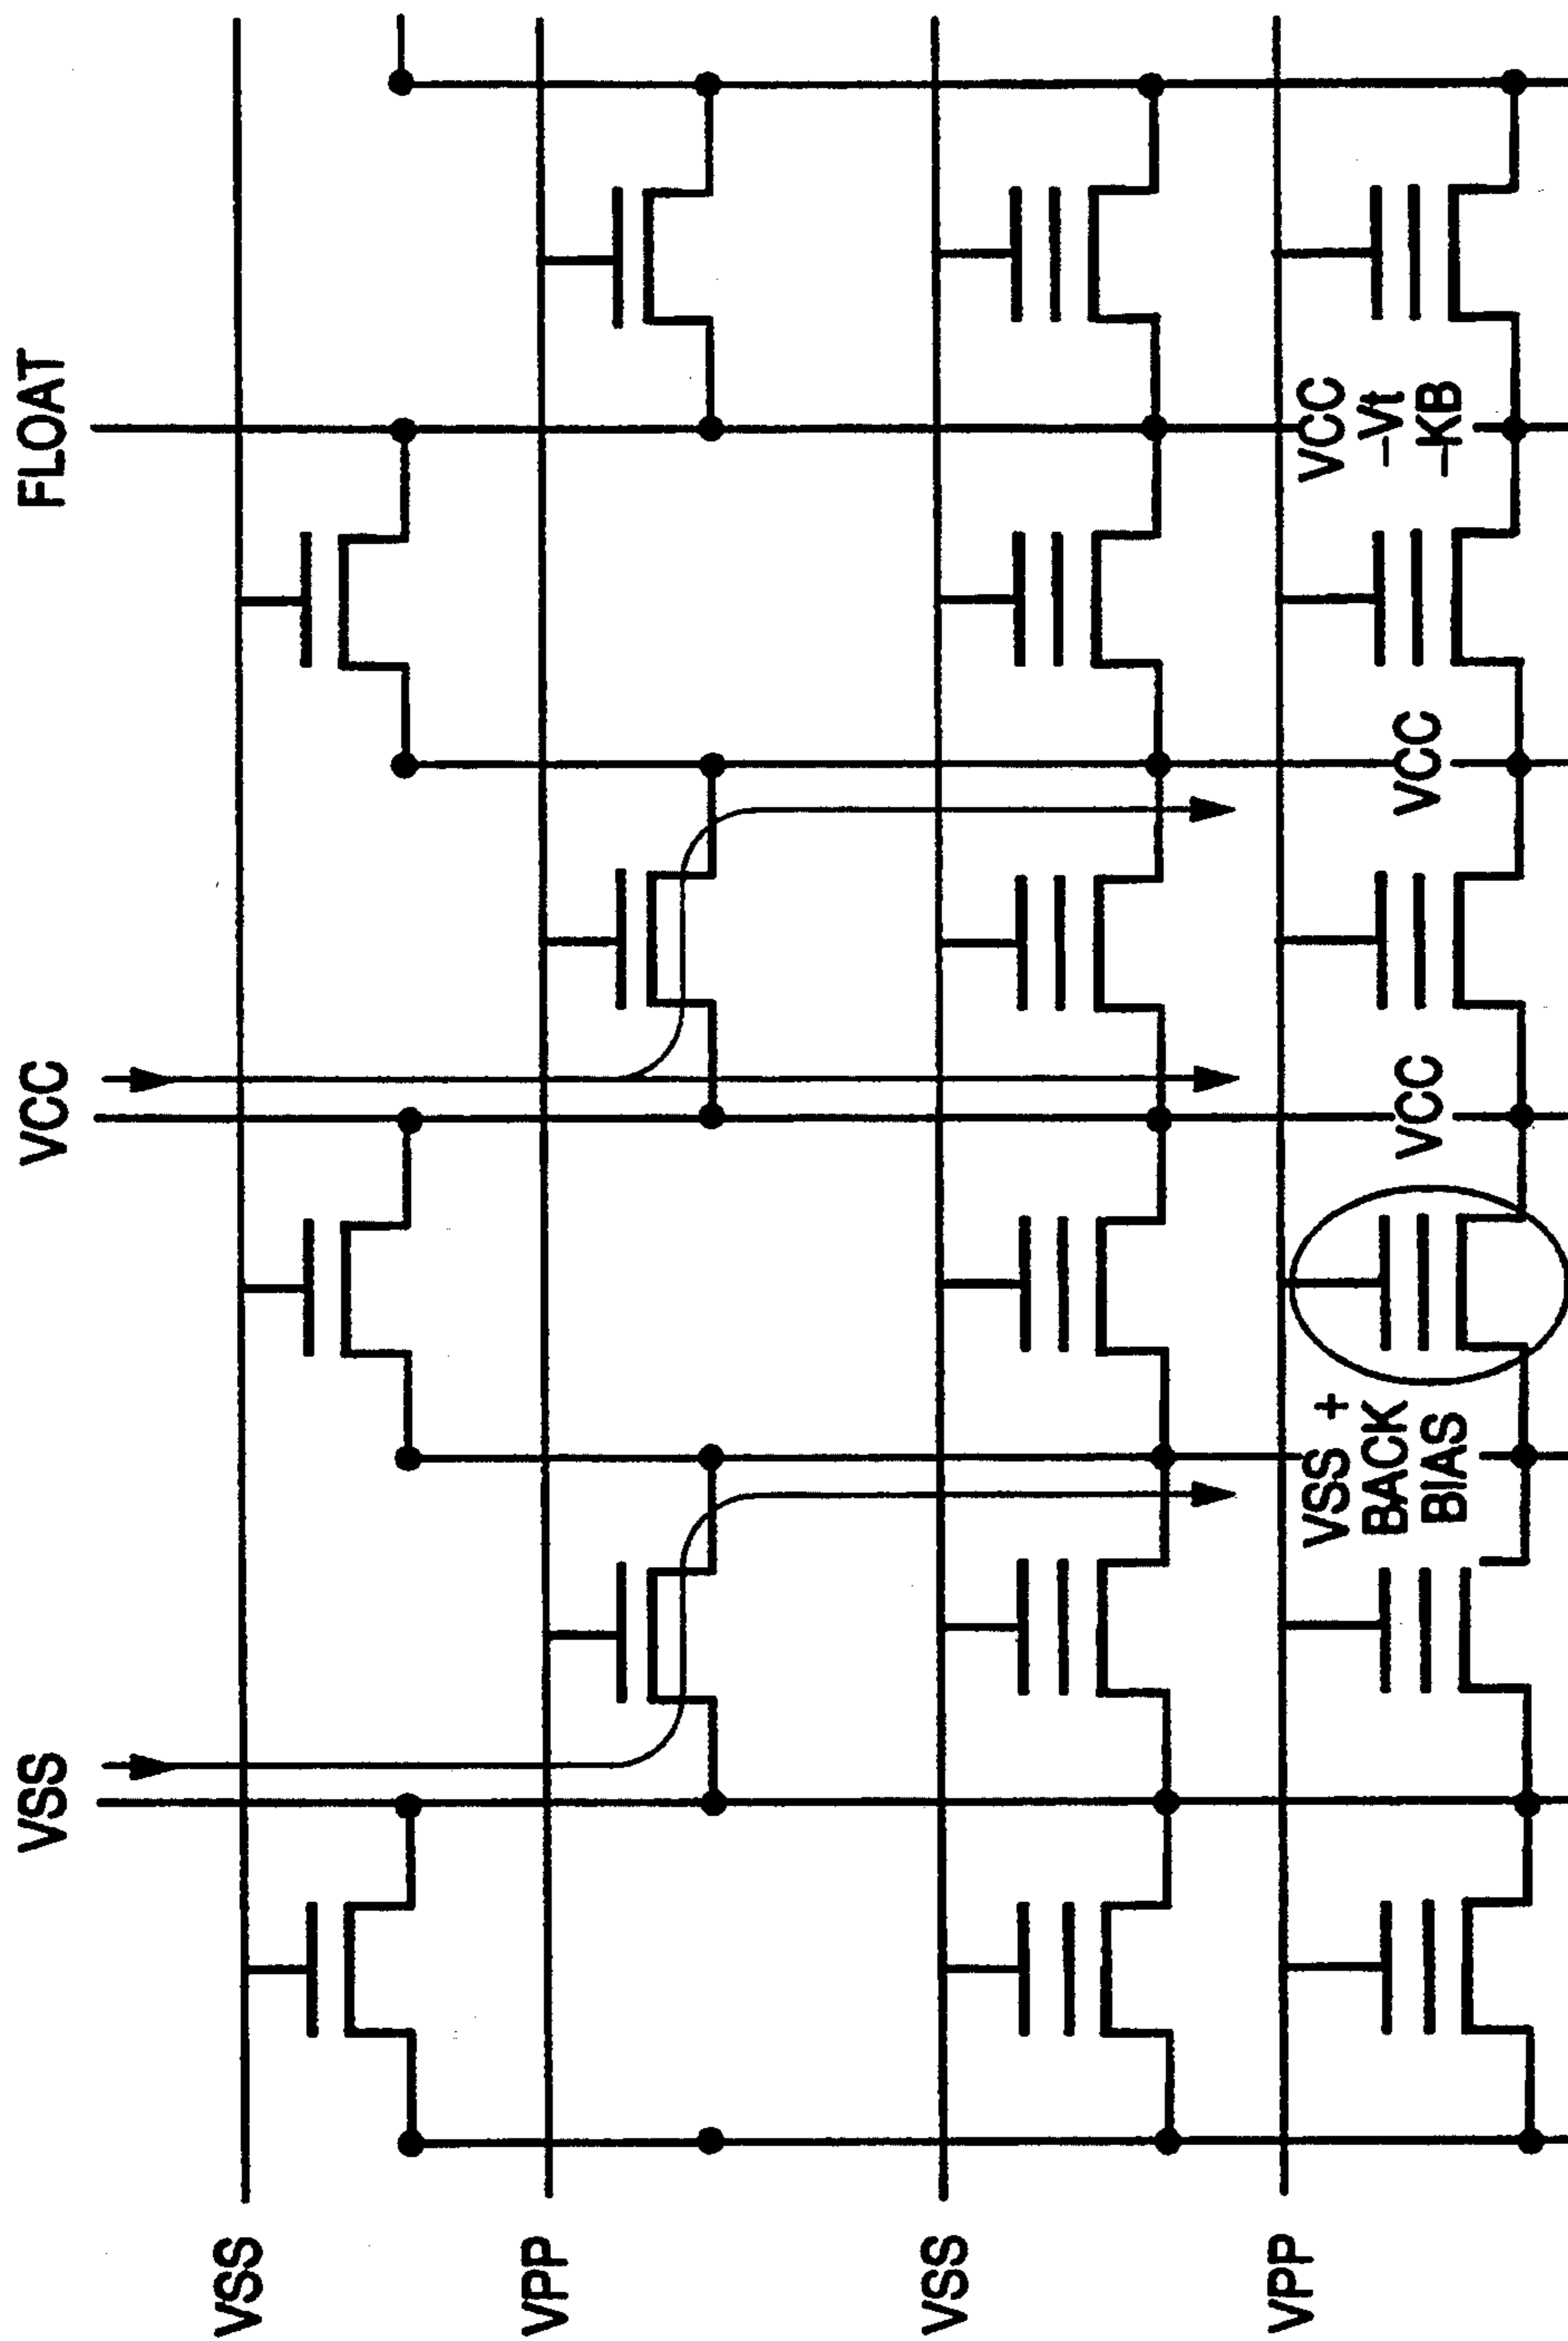 VSS
VCC
FLOAT
VSS
VPP
VSS
VPP
VSS +
BACK
BIAS
VCC
VCC
VCC
–Vt
–KB